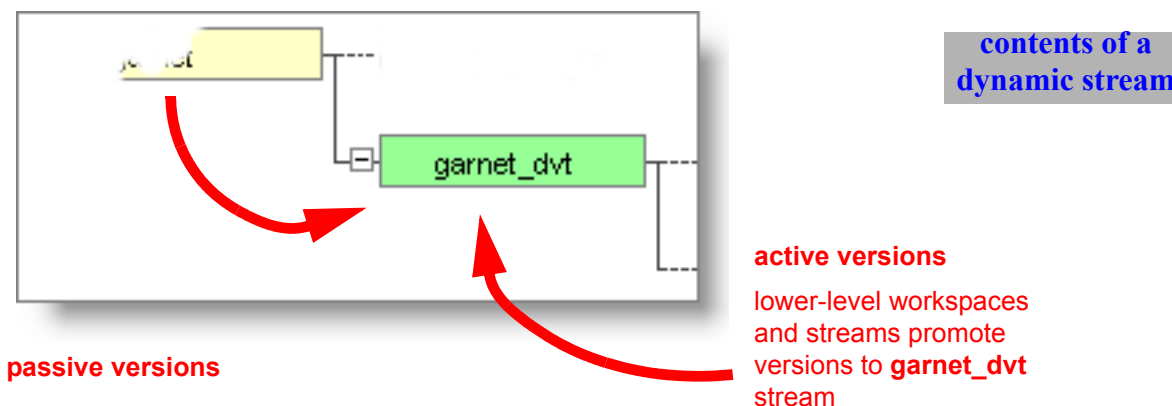 contents of a
dynamic stream
garnet_dvt
active versions
lower-level workspaces
and streams promote
versions to garnet_dvt
stream
passive versions